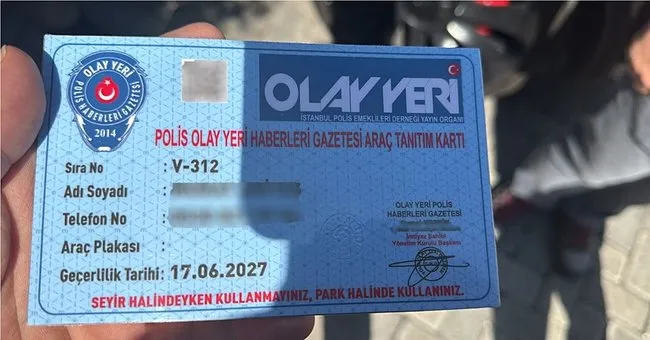 OLAY YERİ
POLİS HABERLERİ GAZETESİ
2014
OLAY YERİ
İSTANBUL POLİS EMEKLİLERİ DERNEĞİ YAYIN ORGANI
POLİS OLAY YERİ HABERLERİ GAZETESİ ARAÇ TANITIM KARTI
Sıra No : V-312
Adı Soyadı :
Telefon No :
Araç Plakası :
Geçerlilik Tarihi: 17.06.2027
OLAY YERİ POLİS
HABERLERİ GAZETESİ
İmtiyaz Sahibi
Yönetim Kurulu Başkanı
SEYİR HALİNDEYKEN KULLANMAYINIZ, PARK HALİNDE KULLANINIZ.